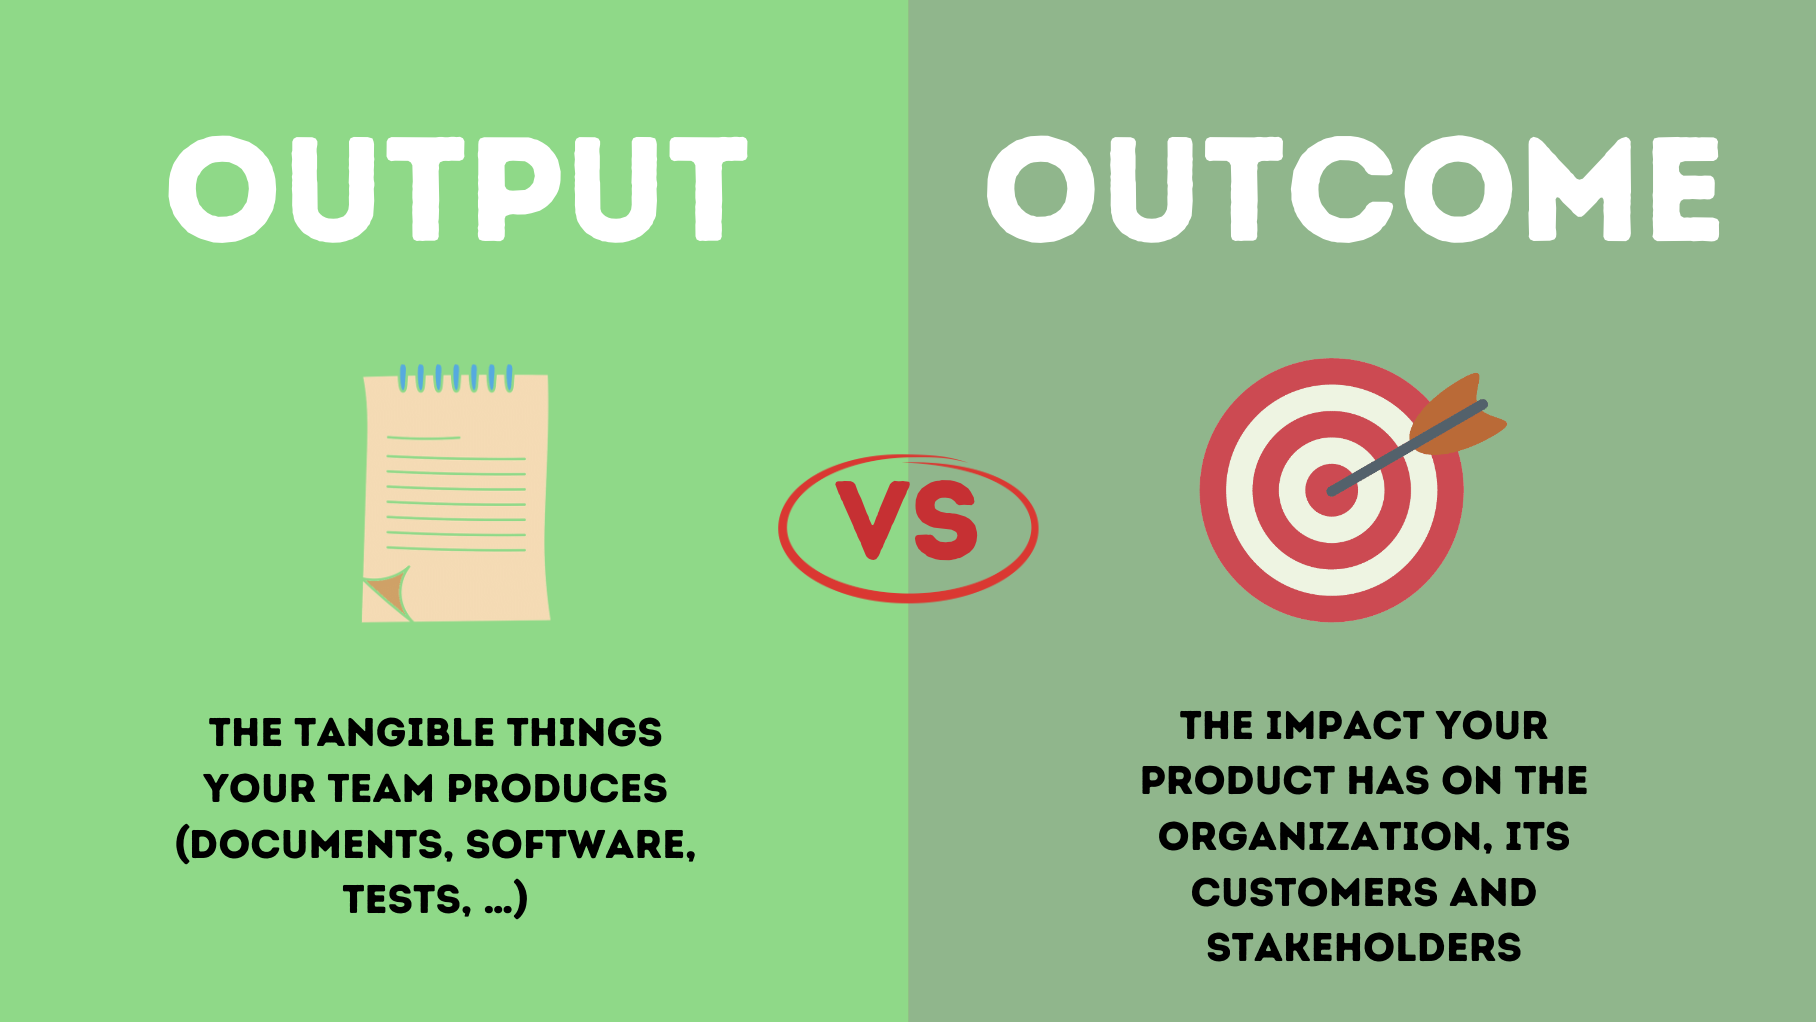 OUTPUT
THE TANGIBLE THINGS
YOUR TEAM PRODUCES
(DOCUMENTS, SOFTWARE,
TESTS, ...)
VS
OUTCOME
THE IMPACT YOUR
PRODUCT HAS ON THE
ORGANIZATION, ITS
CUSTOMERS AND
STAKEHOLDERS